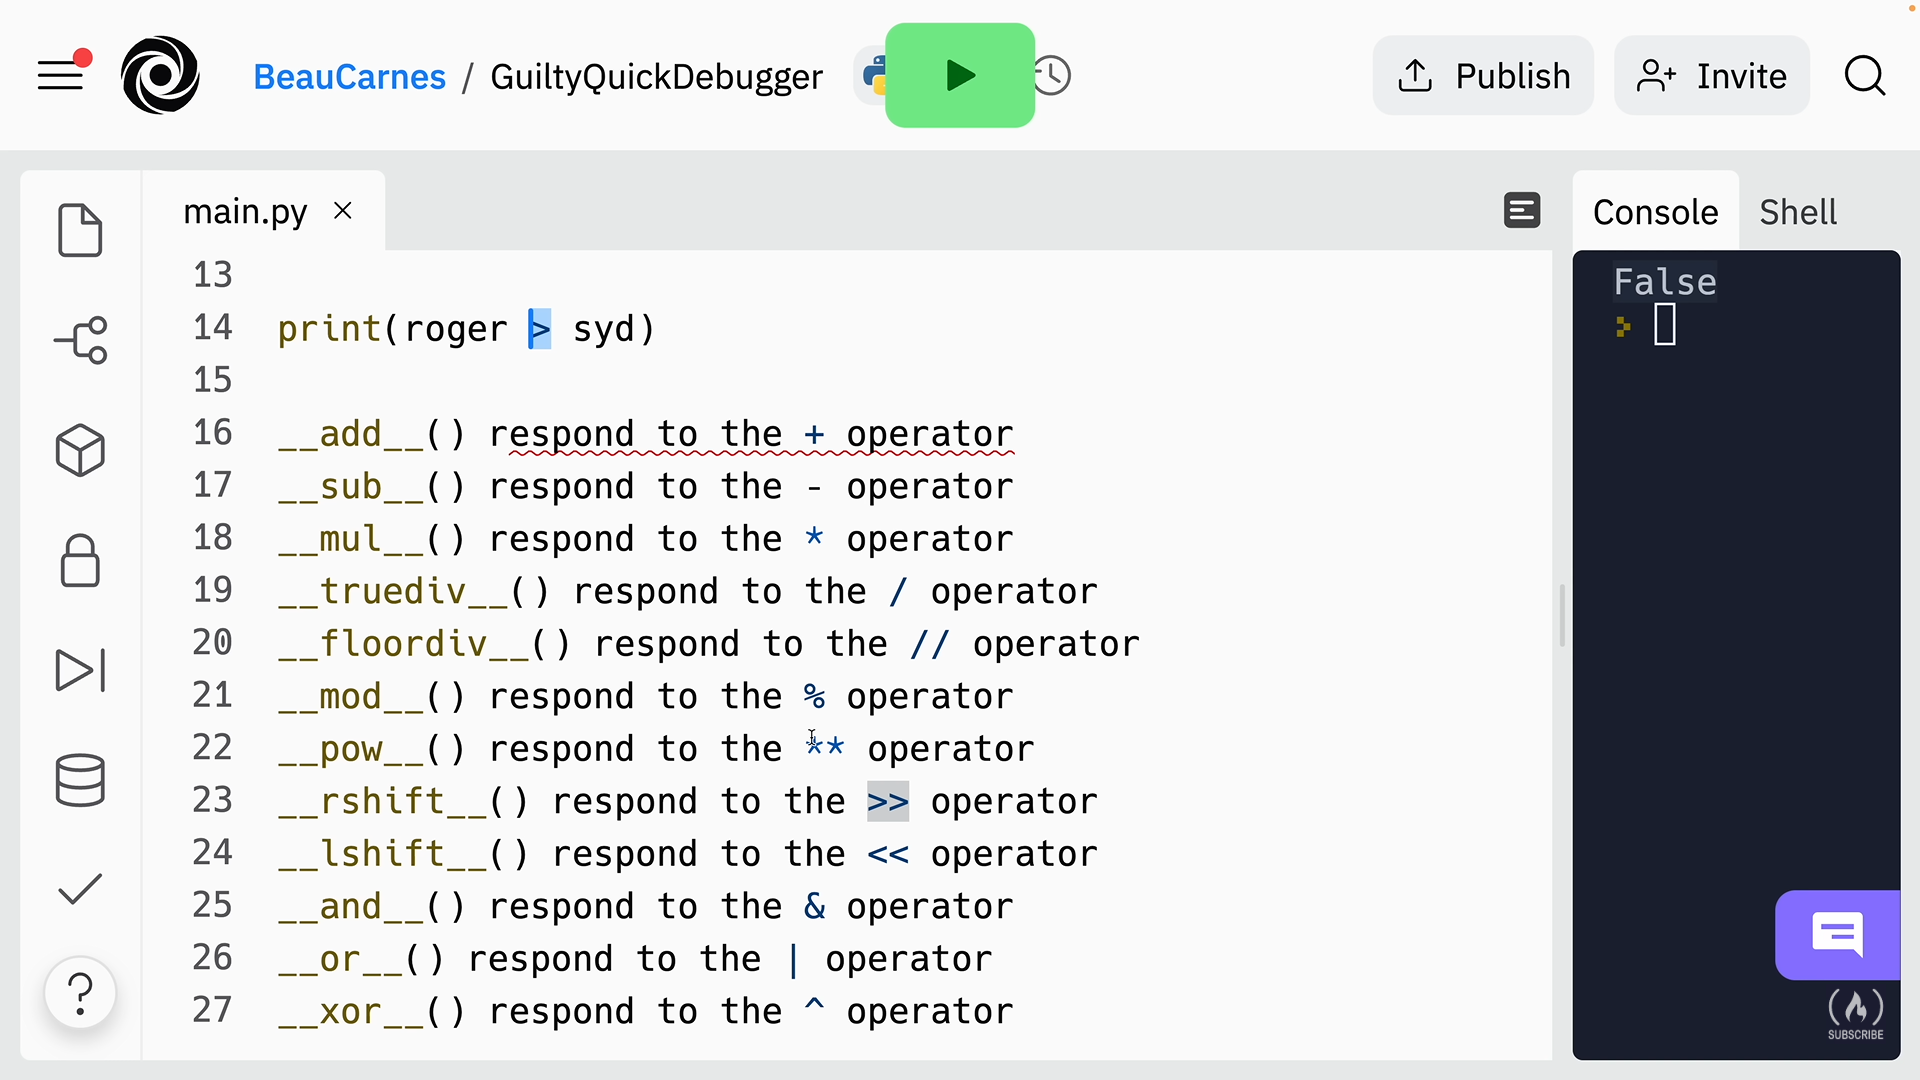 BeauCarnes / GuiltyQuickDebugger
Publish
Invite
main.py
Console
Shell
13
14 print(roger > syd)
15
16 __add__() respond to the + operator
17 __sub__() respond to the - operator
18 __mul__() respond to the * operator
19 __truediv__() respond to the / operator
20 __floordiv__() respond to the // operator
21 __mod__() respond to the % operator
22 __pow__() respond to the ** operator
23 __rshift__() respond to the >> operator
24 __lshift__() respond to the << operator
25 __and__() respond to the & operator
26 __or__() respond to the | operator
27 __xor__() respond to the ^ operator
False
?
SUBSCRIBE